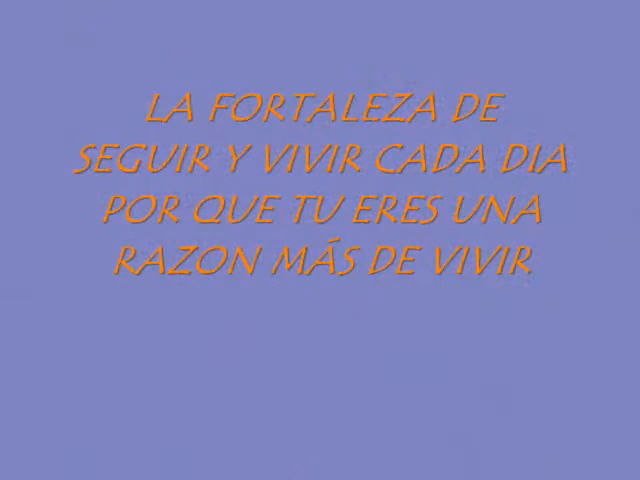 LA FORTALEZA DE
SEGUIR Y VIVIR CADA DIA
POR QUE TU ERES UNA
RAZON MÁS DE VIVIR